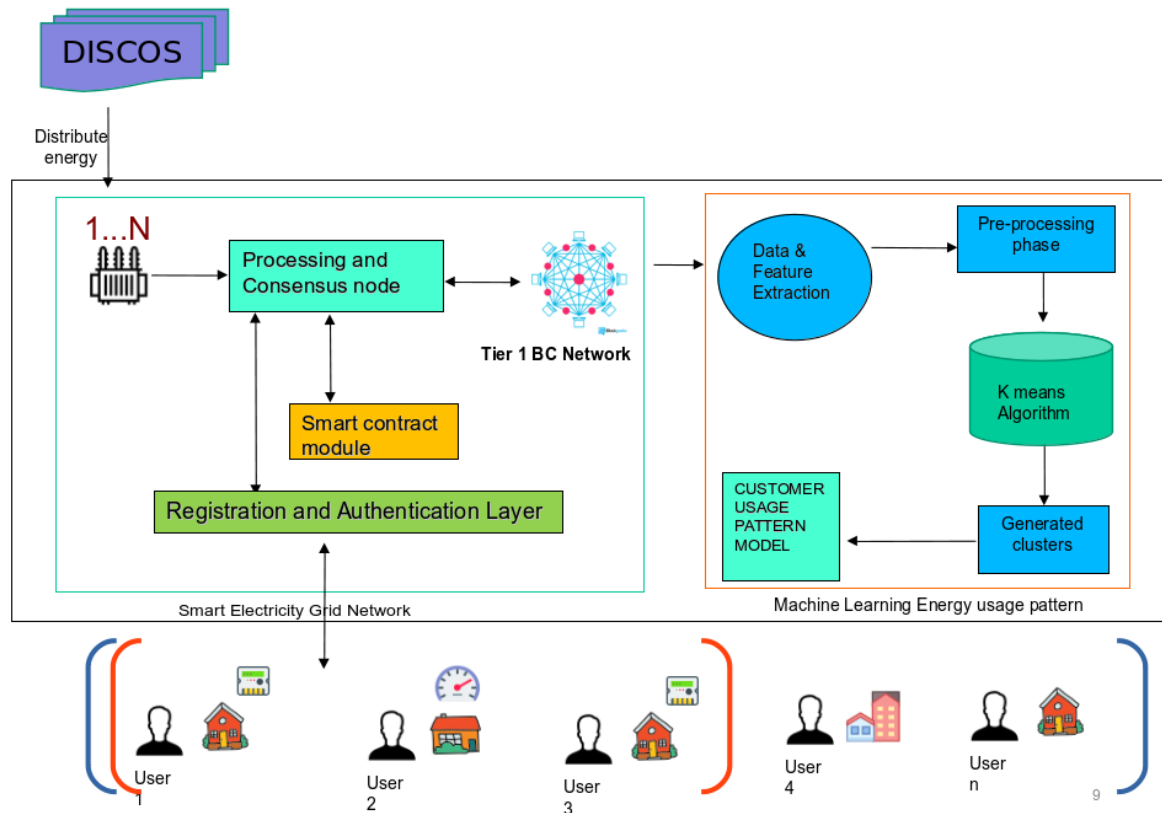 DISCOS
Distribute
energy
1...N
Processing and
Consensus node
Tier 1 BC Network
Smart contract
module
Registration and Authentication Layer
Smart Electricity Grid Network
Data &
Feature
Extraction
Pre-processing
phase
K means
Algorithm
Generated
clusters
CUSTOMER
USAGE
PATTERN
MODEL
Machine Learning Energy usage pattern
User
1
User
2
User
3
User
4
User
n
9